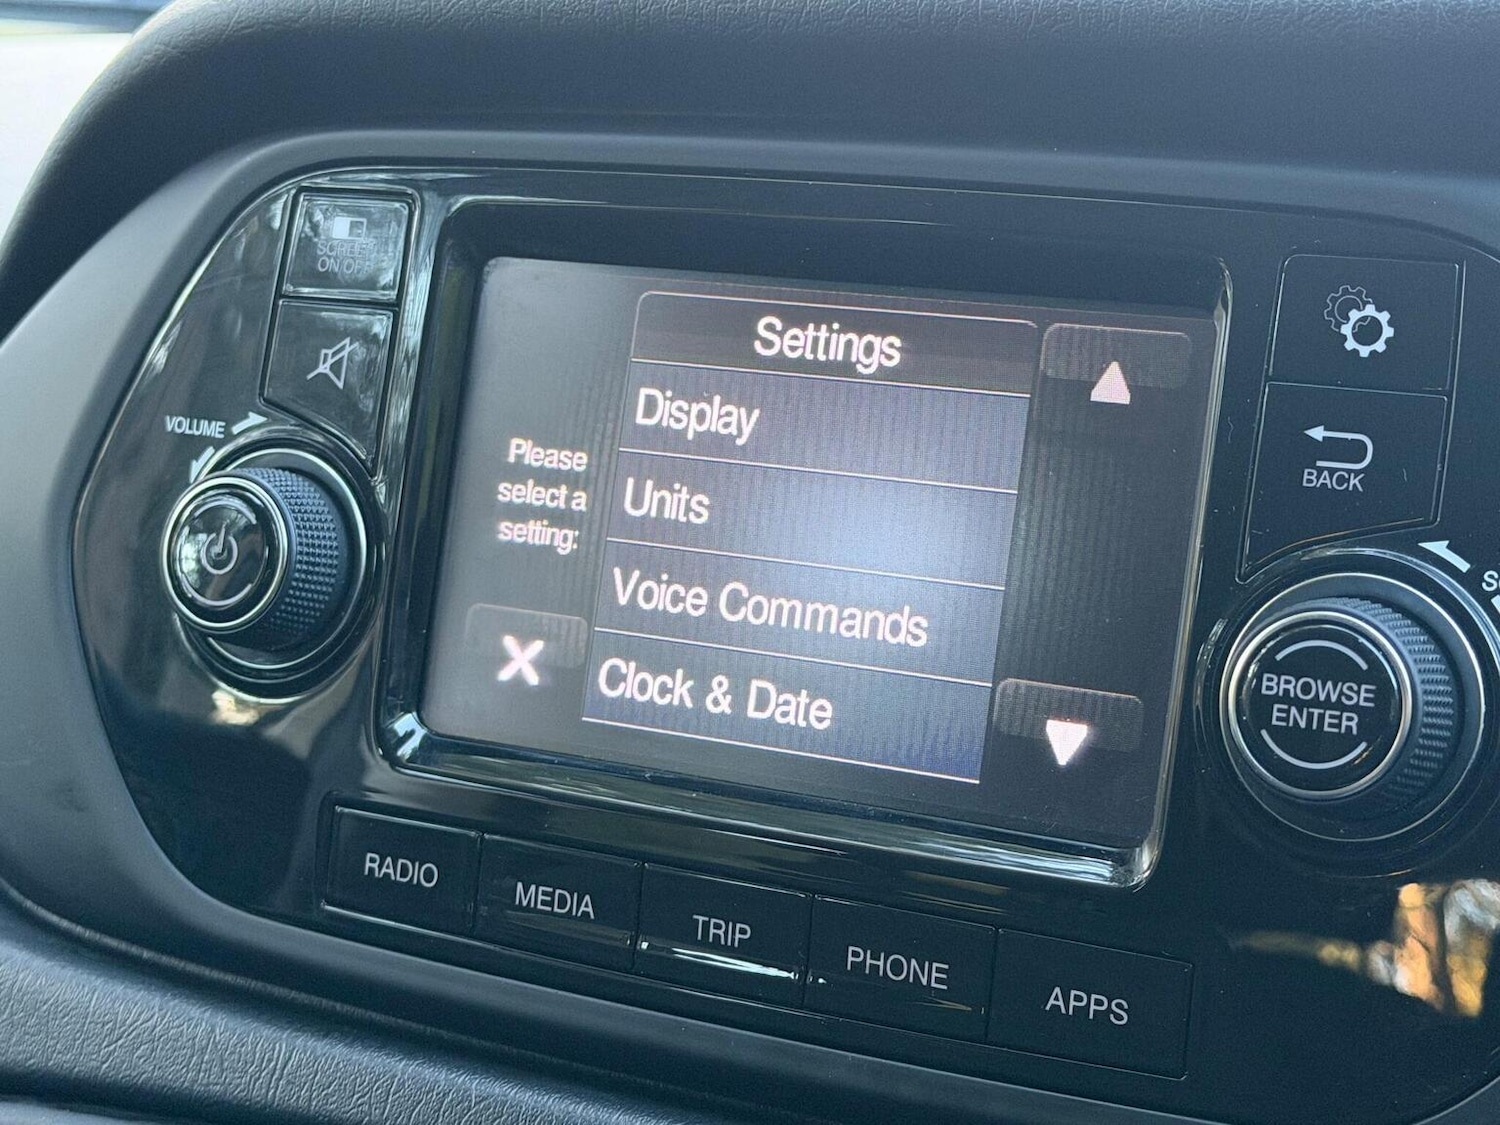 SCREEN
ON OFF
VOLUME
Settings
Display
Units
Voice Commands
Clock & Date
Please
select a
setting:
BACK
BROWSE
ENTER
RADIO
MEDIA
TRIP
PHONE
APPS